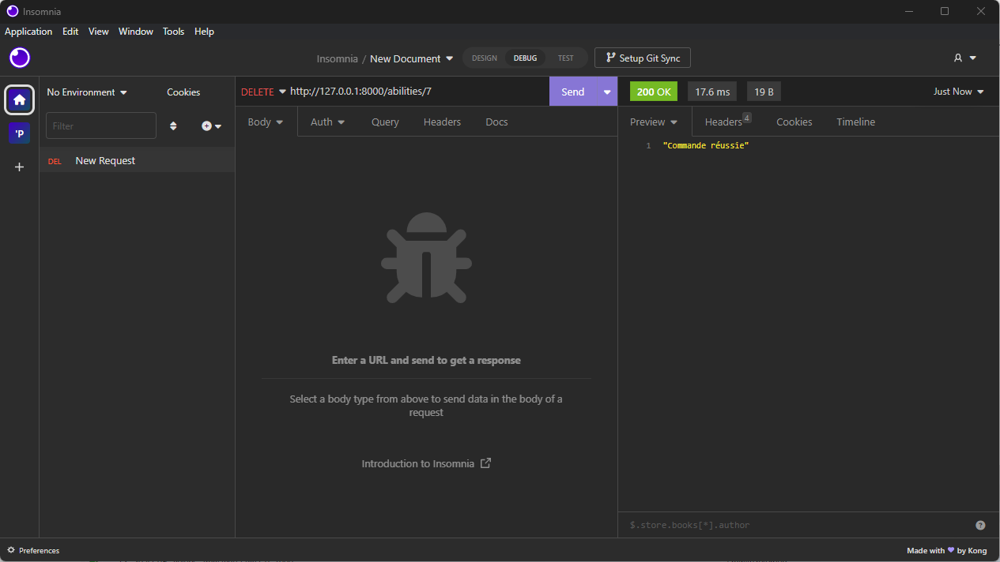 Insomnia
Application Edit View Window Tools Help
Insomnia / New Document DESIGN DEBUG TEST Setup Git Sync
No Environment Cookies
Filter
DEL New Request
'P
DELETE http://127.0.0.1:8000/abilities/7 Send
Body Auth Query Headers Docs
Enter a URL and send to get a response
Select a body type from above to send data in the body of a
request
Introduction to Insomnia
200 OK 17.6 ms 19 B Just Now
Preview Headers 4 Cookies Timeline
1 "Commande réussie"
$.store.books[*].author
Preferences
Made with by Kong